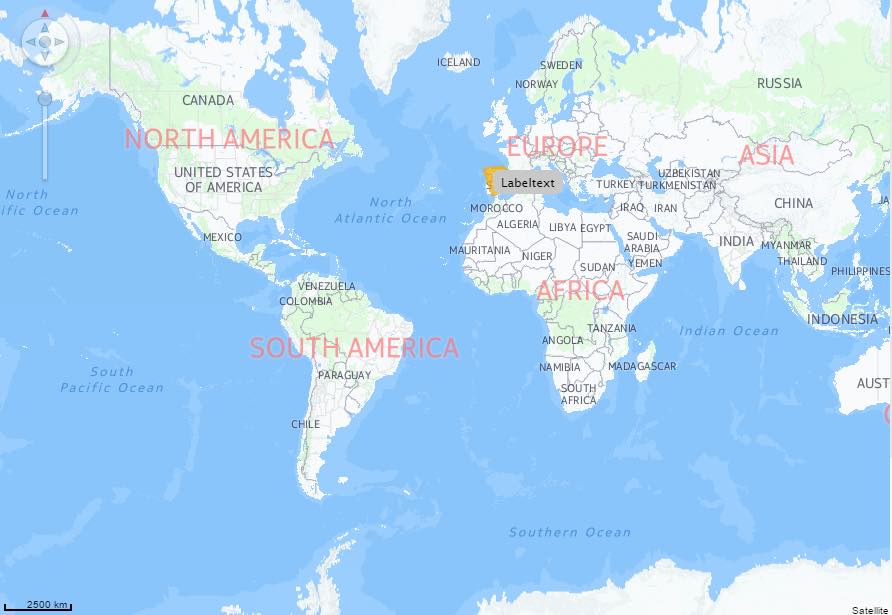 ICELAND
SWEDEN
NORWAY
RUSSIA
CANADA
NORTH AMERICA
EUROPE
ASIA
UNITED STATES
OF AMERICA
UZBEKISTAN
Labeltext
TURKEY
TURKMENISTAN
North
ific Ocean
North
Atlantic Ocean
MOROCCO
IRAQ
IRAN
CHINA
JA
ALGERIA
LIBYA
EGYPT
MEXICO
SAUDI
ARABIA
INDIA
MYANMAR
MAURITANIA
NIGER
YEMEN
THAILAND
SUDAN
PHILIPPINES
VENEZUELA
COLOMBIA
AFRICA
INDONESIA
TANZANIA
Indian Ocean
ANGOLA
SOUTH AMERICA
NAMIBIA
MADAGASCAR
PARAGUAY
South
Pacific Ocean
SOUTH
AFRICA
AUST
CHILE
Southern Ocean
2500 km
Satellite